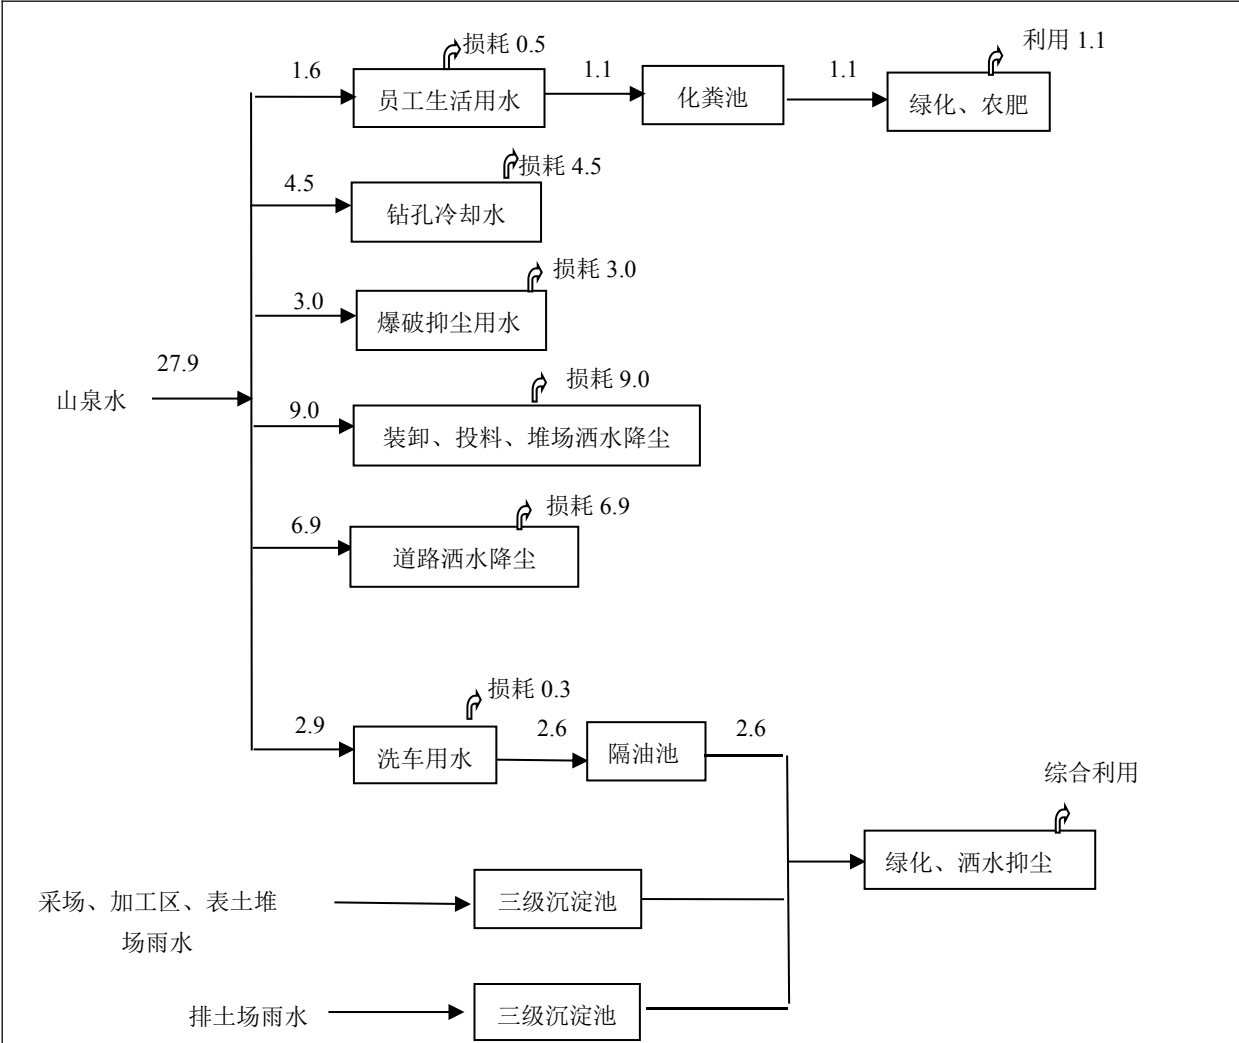 损耗 0.5
利用 1.1
1.6
员工生活用水
1.1
化粪池
1.1
绿化、农肥
损耗 4.5
4.5
钻孔冷却水
损耗 3.0
3.0
爆破抑尘用水
27.9
山泉水
损耗 9.0
9.0
装卸、投料、堆场洒水降尘
损耗 6.9
6.9
道路洒水降尘
损耗 0.3
2.9
洗车用水
2.6
隔油池
2.6
综合利用
绿化、洒水抑尘
采场、加工区、表土堆
场雨水
三级沉淀池
排土场雨水
三级沉淀池